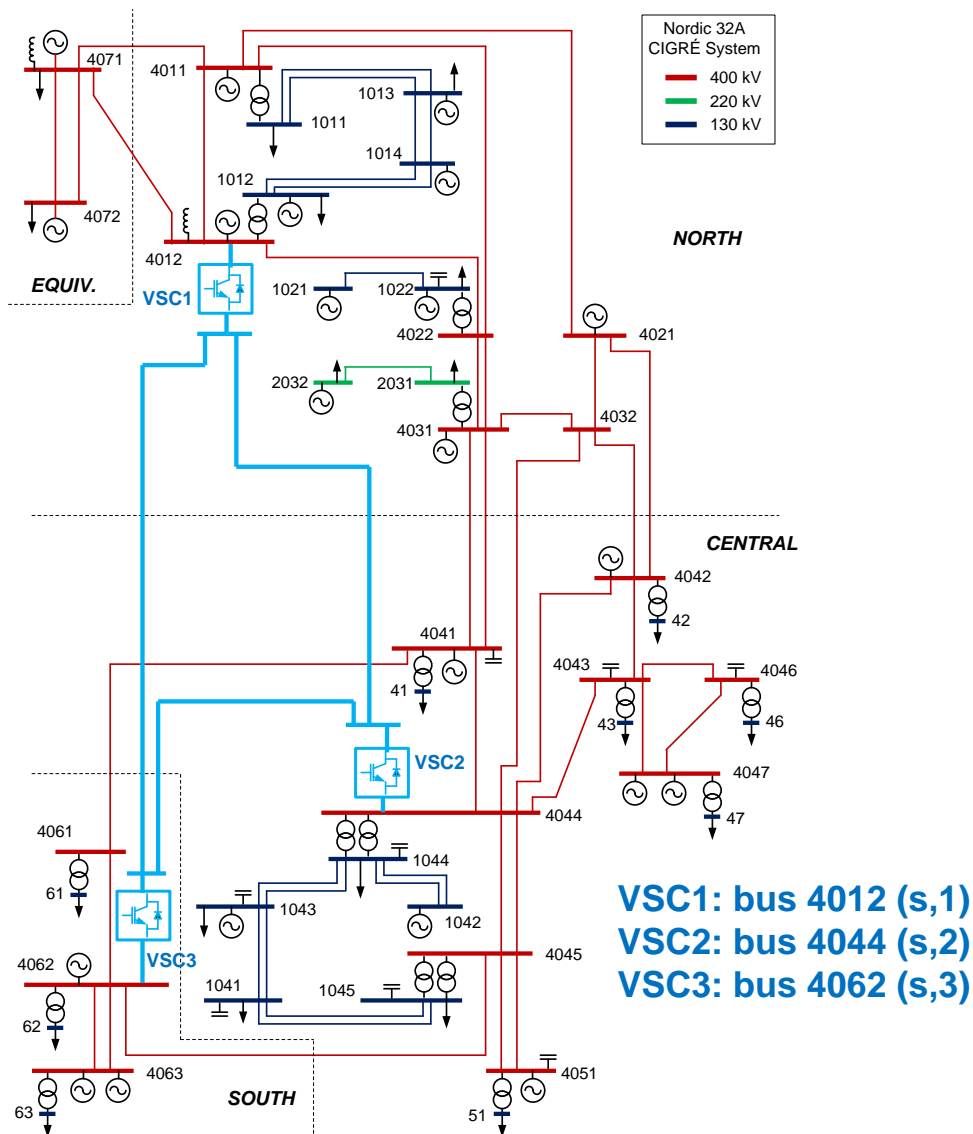 Nordic 32A
CIGRÉ System
400 kV
220 kV
130 kV
4071
4011
1013
1011
1014
1012
4072
4012
NORTH
EQUIV.
VSC1
1021
1022
4022
4021
2032
2031
4031
4032
CENTRAL
4042
42
4041
4043
4046
41
43
46
VSC2
4047
4044
47
4061
1044
61
1043
1042
VSC3
4062
4045
1041
1045
62
4063
4051
SOUTH
63
51
VSC1: bus 4012 (s,1)
VSC2: bus 4044 (s,2)
VSC3: bus 4062 (s,3)